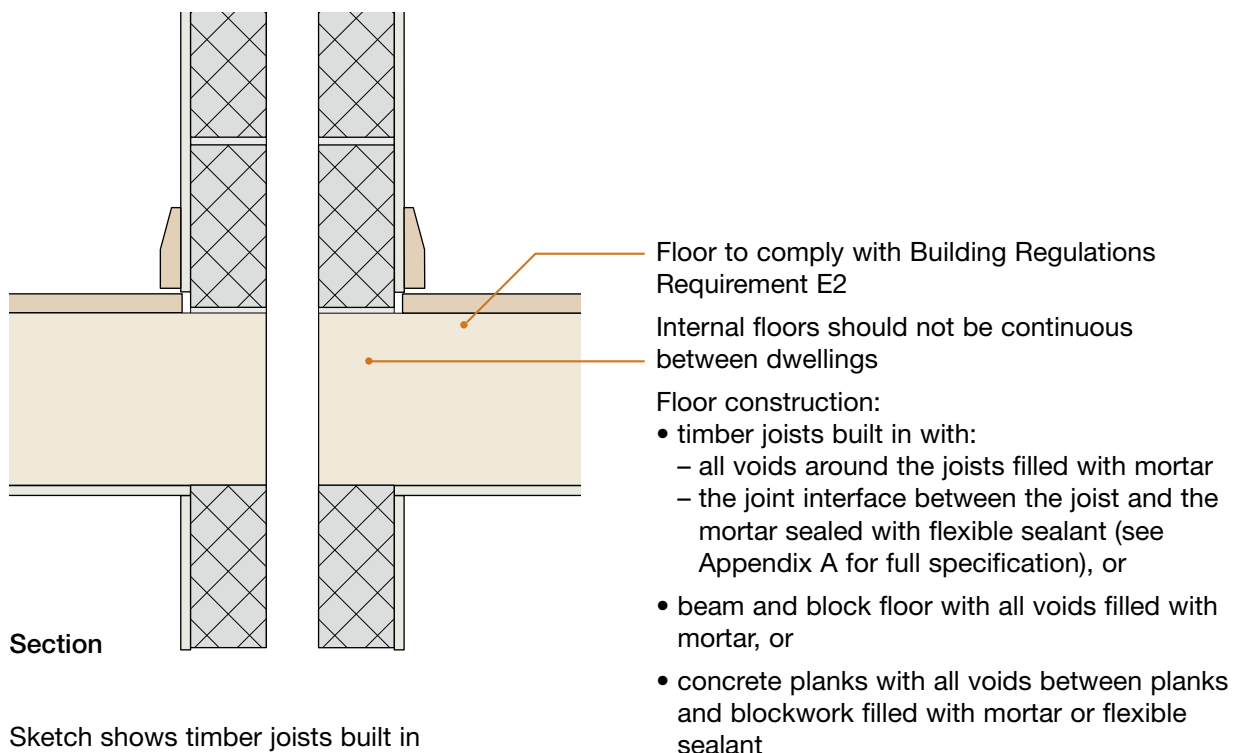 Floor to comply with Building Regulations
Requirement E2
Internal floors should not be continuous
between dwellings
Floor construction:
• timber joists built in with:
– all voids around the joists filled with mortar
– the joint interface between the joist and the
mortar sealed with flexible sealant (see
Appendix A for full specification), or
• beam and block floor with all voids filled with
mortar, or
• concrete planks with all voids between planks
and blockwork filled with mortar or flexible
sealant
Section
Sketch shows timber joists built in